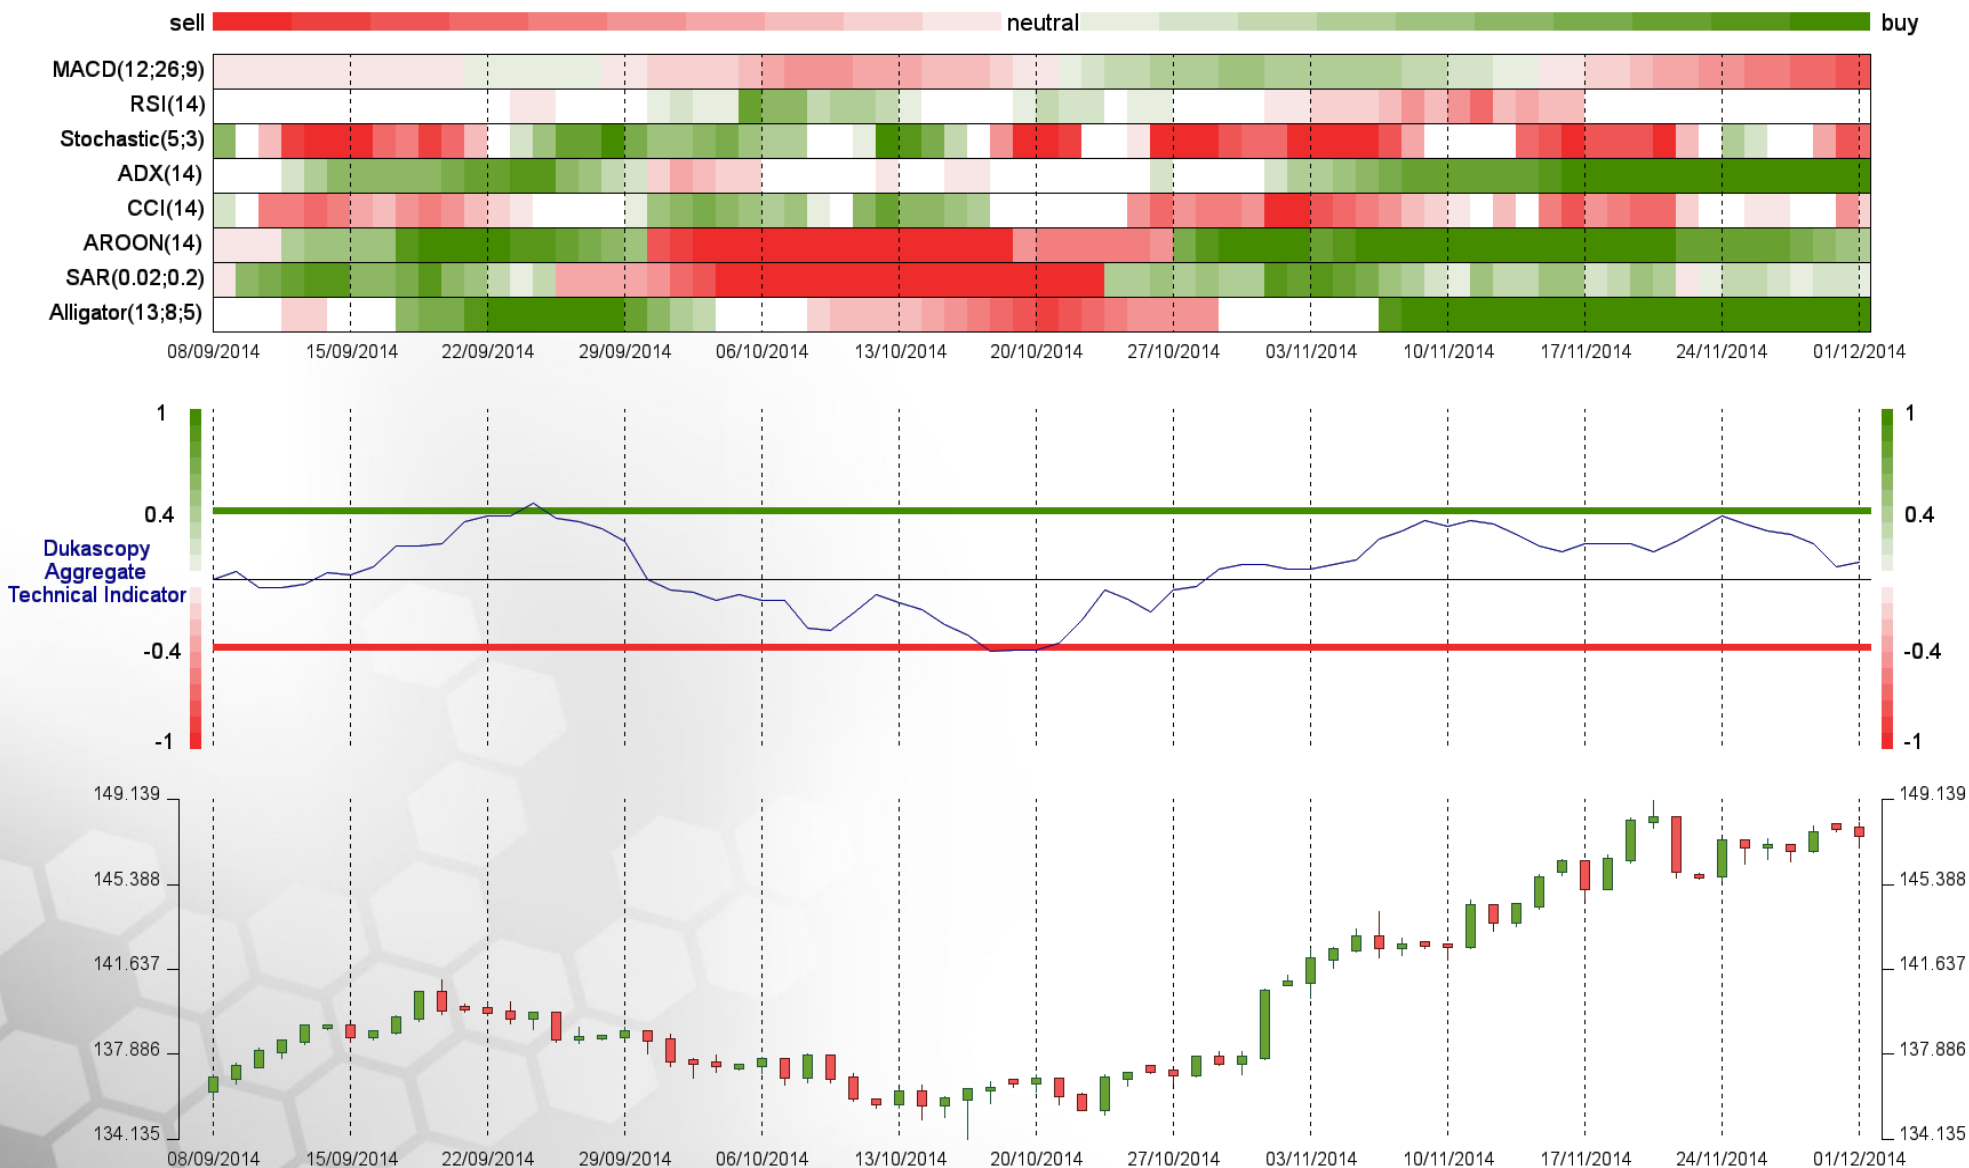 sell neutral buy
MACD(12;26;9)
RSI(14)
Stochastic(5;3)
ADX(14)
CCI(14)
AROON(14)
SAR(0.02;0.2)
Alligator(13;8;5)
08/09/2014 15/09/2014 22/09/2014 29/09/2014 06/10/2014 13/10/2014 20/10/2014 27/10/2014 03/11/2014 10/11/2014 17/11/2014 24/11/2014 01/12/2014
1 1
0.4 0.4
Dukascopy
Aggregate
Technical Indicator
-0.4 -0.4
-1 -1
149.139 149.139
145.388 145.388
141.637 141.637
137.886 137.886
134.135 134.135
08/09/2014 15/09/2014 22/09/2014 29/09/2014 06/10/2014 13/10/2014 20/10/2014 27/10/2014 03/11/2014 10/11/2014 17/11/2014 24/11/2014 01/12/2014